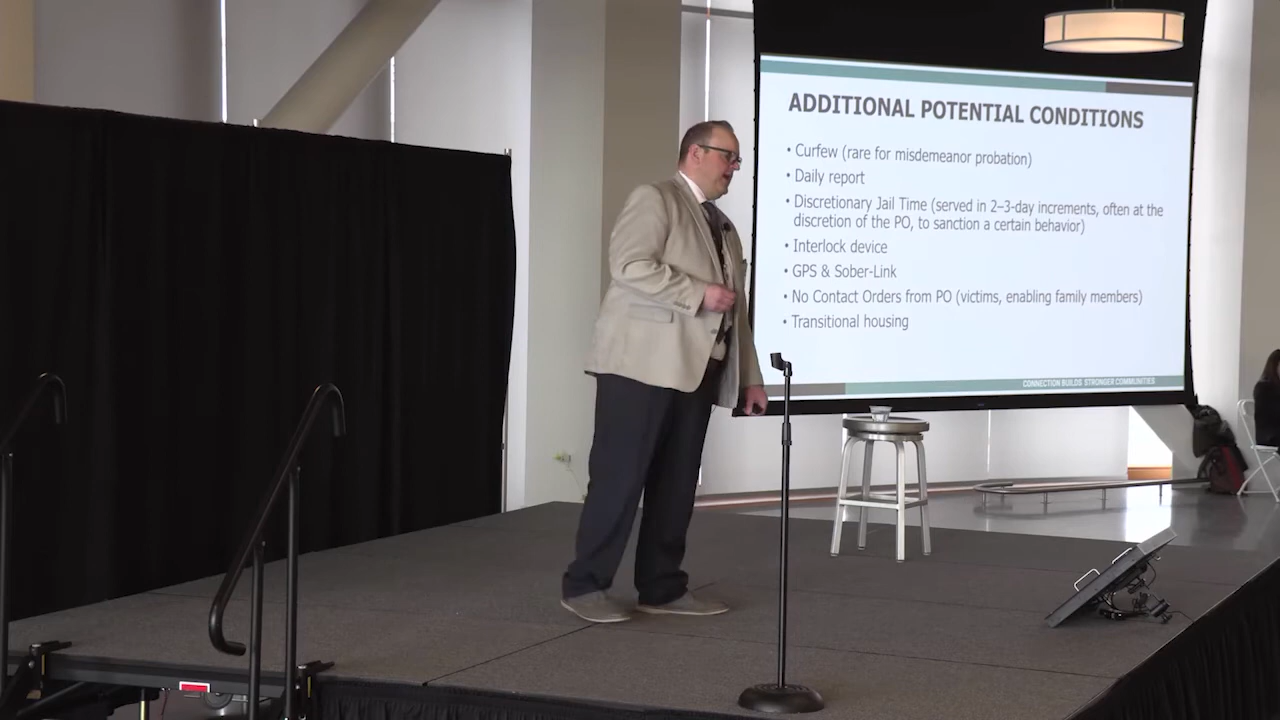 ADDITIONAL POTENTIAL CONDITIONS
• Curfew (rare for misdemeanor probation)
• Daily report
• Discretionary Jail Time (served in 2–3-day increments, often at the
discretion of the PO, to sanction a certain behavior)
• Interlock device
• GPS & Sober-Link
• No Contact Orders from PO (victims, enabling family members)
• Transitional housing
CONNECTION BUILDS STRONGER COMMUNITIES